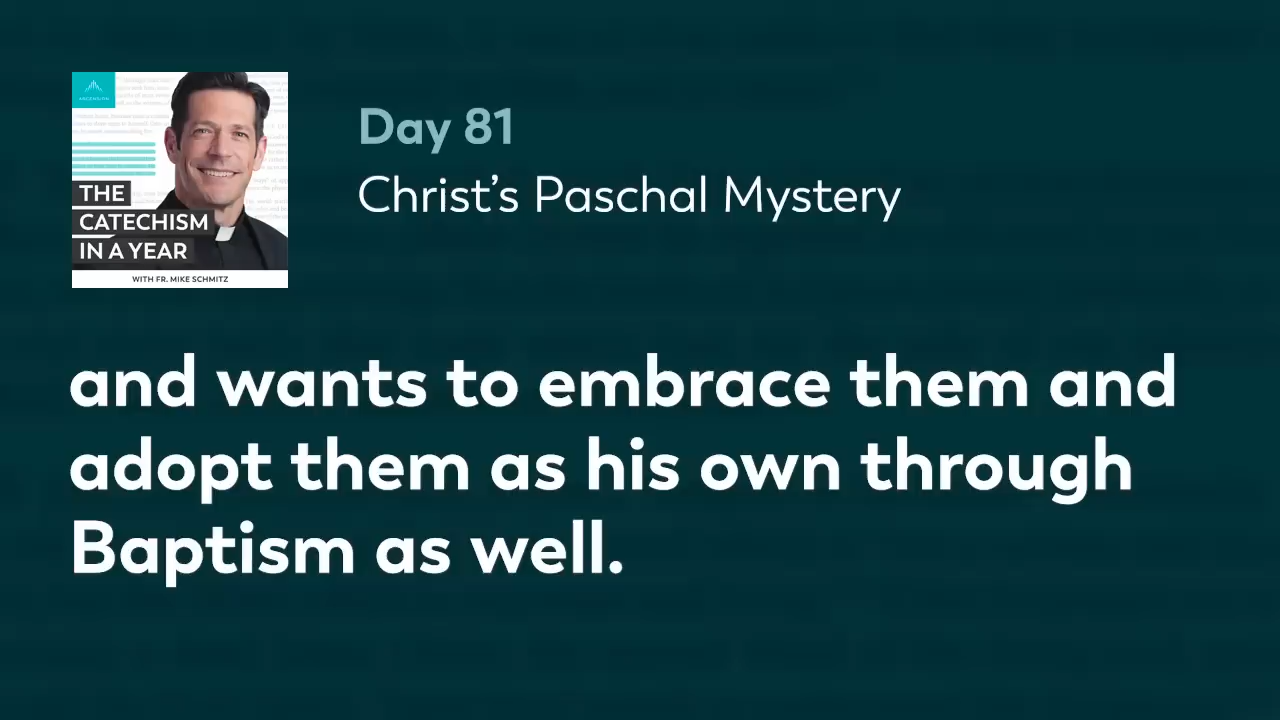 ASCENSION
THE
CATECHISM
IN A YEAR
WITH FR. MIKE SCHMITZ
Day 81
Christ’s Paschal Mystery
and wants to embrace them and
adopt them as his own through
Baptism as well.